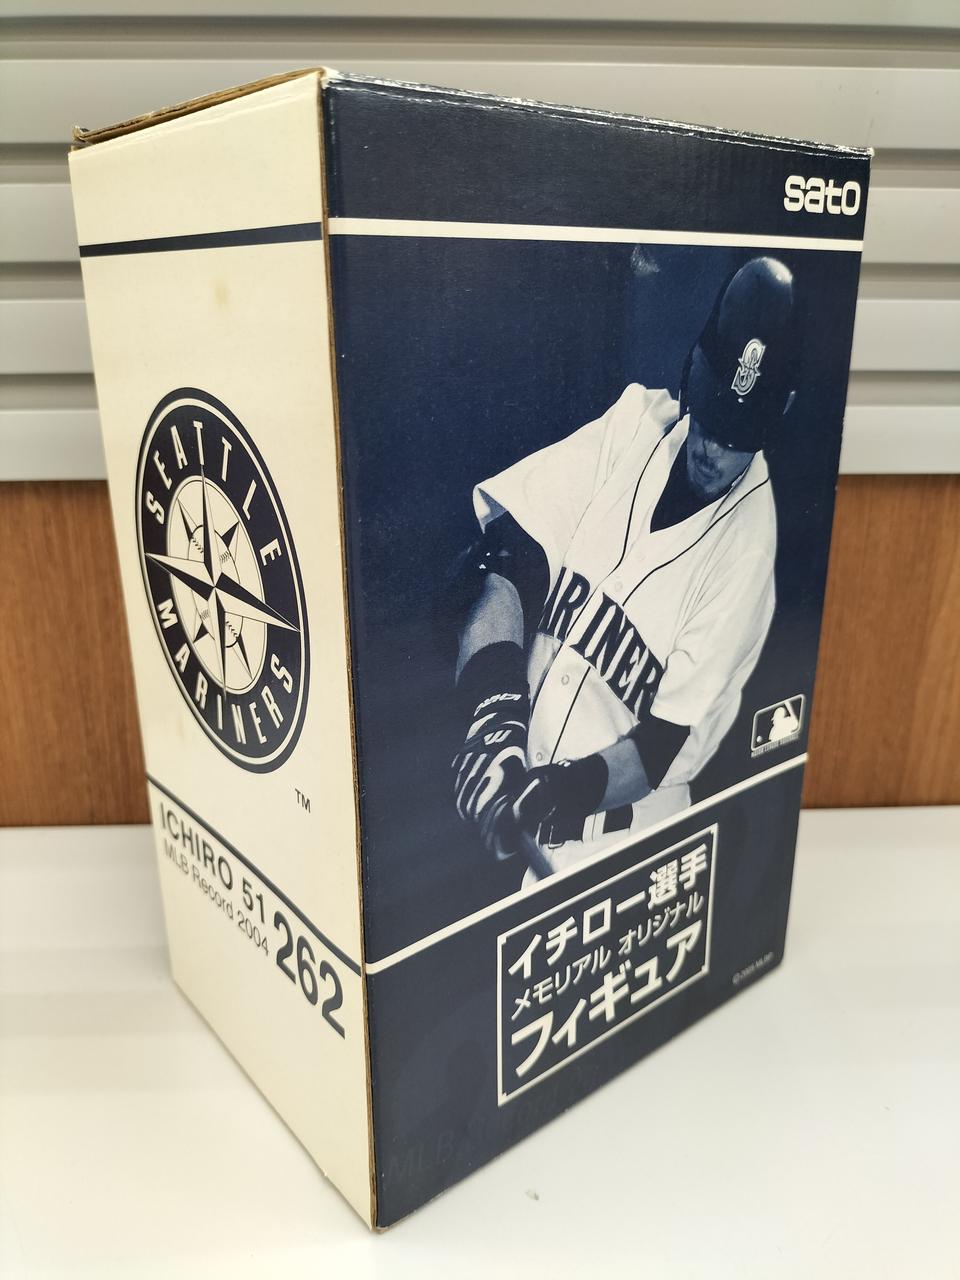 SEATTLE
MARINERS
TM
ICHIRO 51
MLB Record 2004
262
sato
S
MARINERS
イチロー選手
メモリアル オリジナル
フィギュア